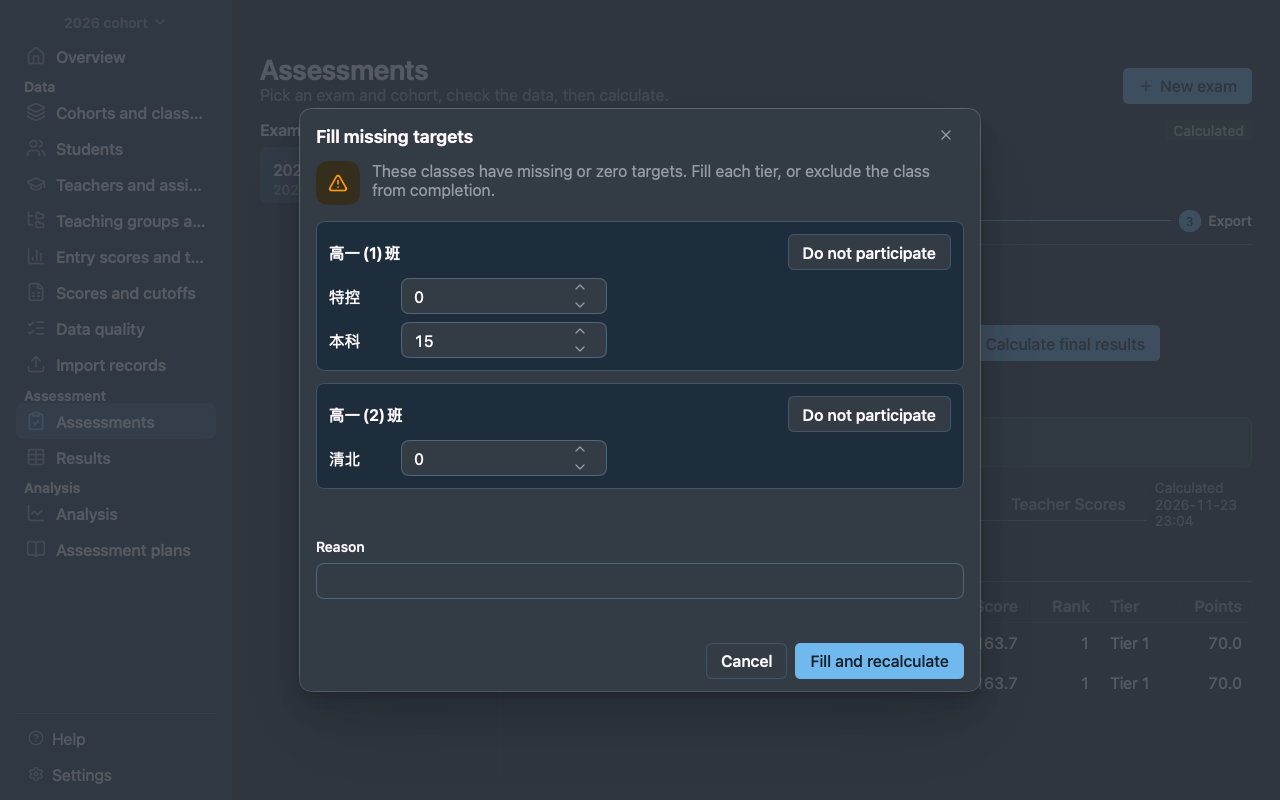 2026 cohort
Overview
Data
Cohorts and class...
Students
Teachers and assi...
Teaching groups a...
Entry scores and t...
Scores and cutoffs
Data quality
Import records
Assessment
Assessments
Results
Analysis
Analysis
Assessment plans
Help
Settings
Assessments
Pick an exam and cohort, check the data, then calculate.
+ New exam
Exam
Calculated
202
202
3 Export
Calculate final results
Teacher Scores
Calculated
2026-11-23
23:04
Score Rank Tier Points
163.7 1 Tier 1 70.0
163.7 1 Tier 1 70.0
Fill missing targets
These classes have missing or zero targets. Fill each tier, or exclude the class
from completion.
高一 (1) 班
Do not participate
特控 0
本科 15
高一 (2) 班
Do not participate
清北 0
Reason
Cancel
Fill and recalculate